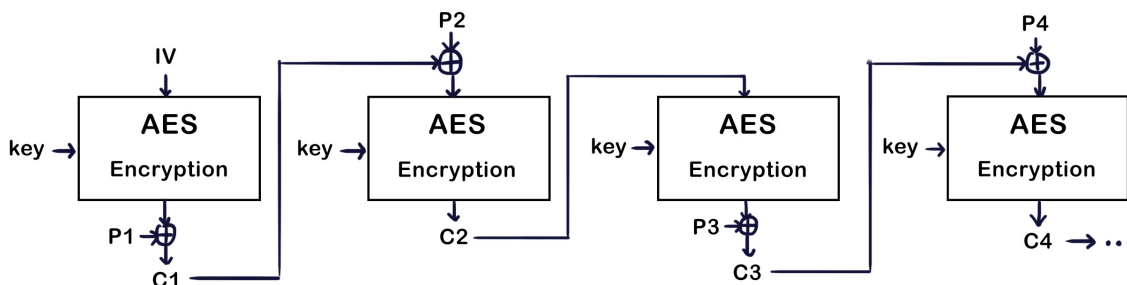 IV
key
AES
Encryption
P1
C1
P2
key
AES
Encryption
C2
key
AES
Encryption
P3
C3
P4
key
AES
Encryption
C4
...